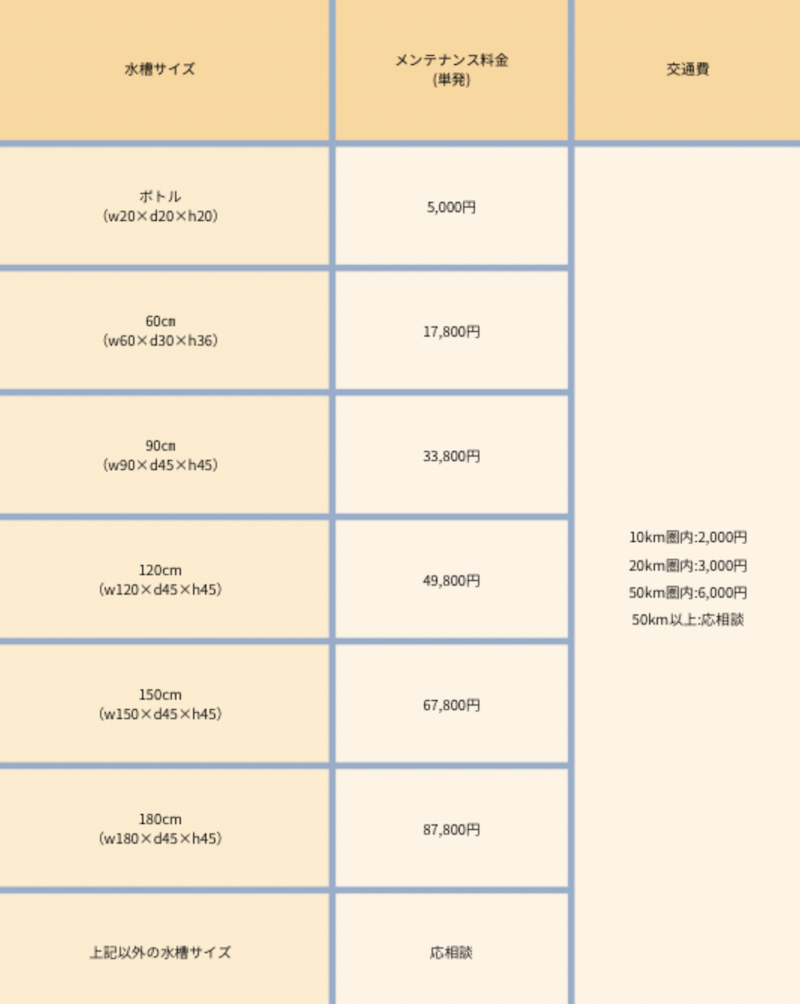 水槽サイズ
メンテナンス料金
(単発)
交通費
ボトル
（w20×d20×h20）
5,000円
60㎝
（w60×d30×h36）
17,800円
90㎝
（w90×d45×h45）
33,800円
120cm
（w120×d45×h45）
49,800円
150cm
（w150×d45×h45）
67,800円
180cm
（w180×d45×h45）
87,800円
上記以外の水槽サイズ
応相談
10km圏内:2,000円
20km圏内:3,000円
50km圏内:6,000円
50km以上:応相談